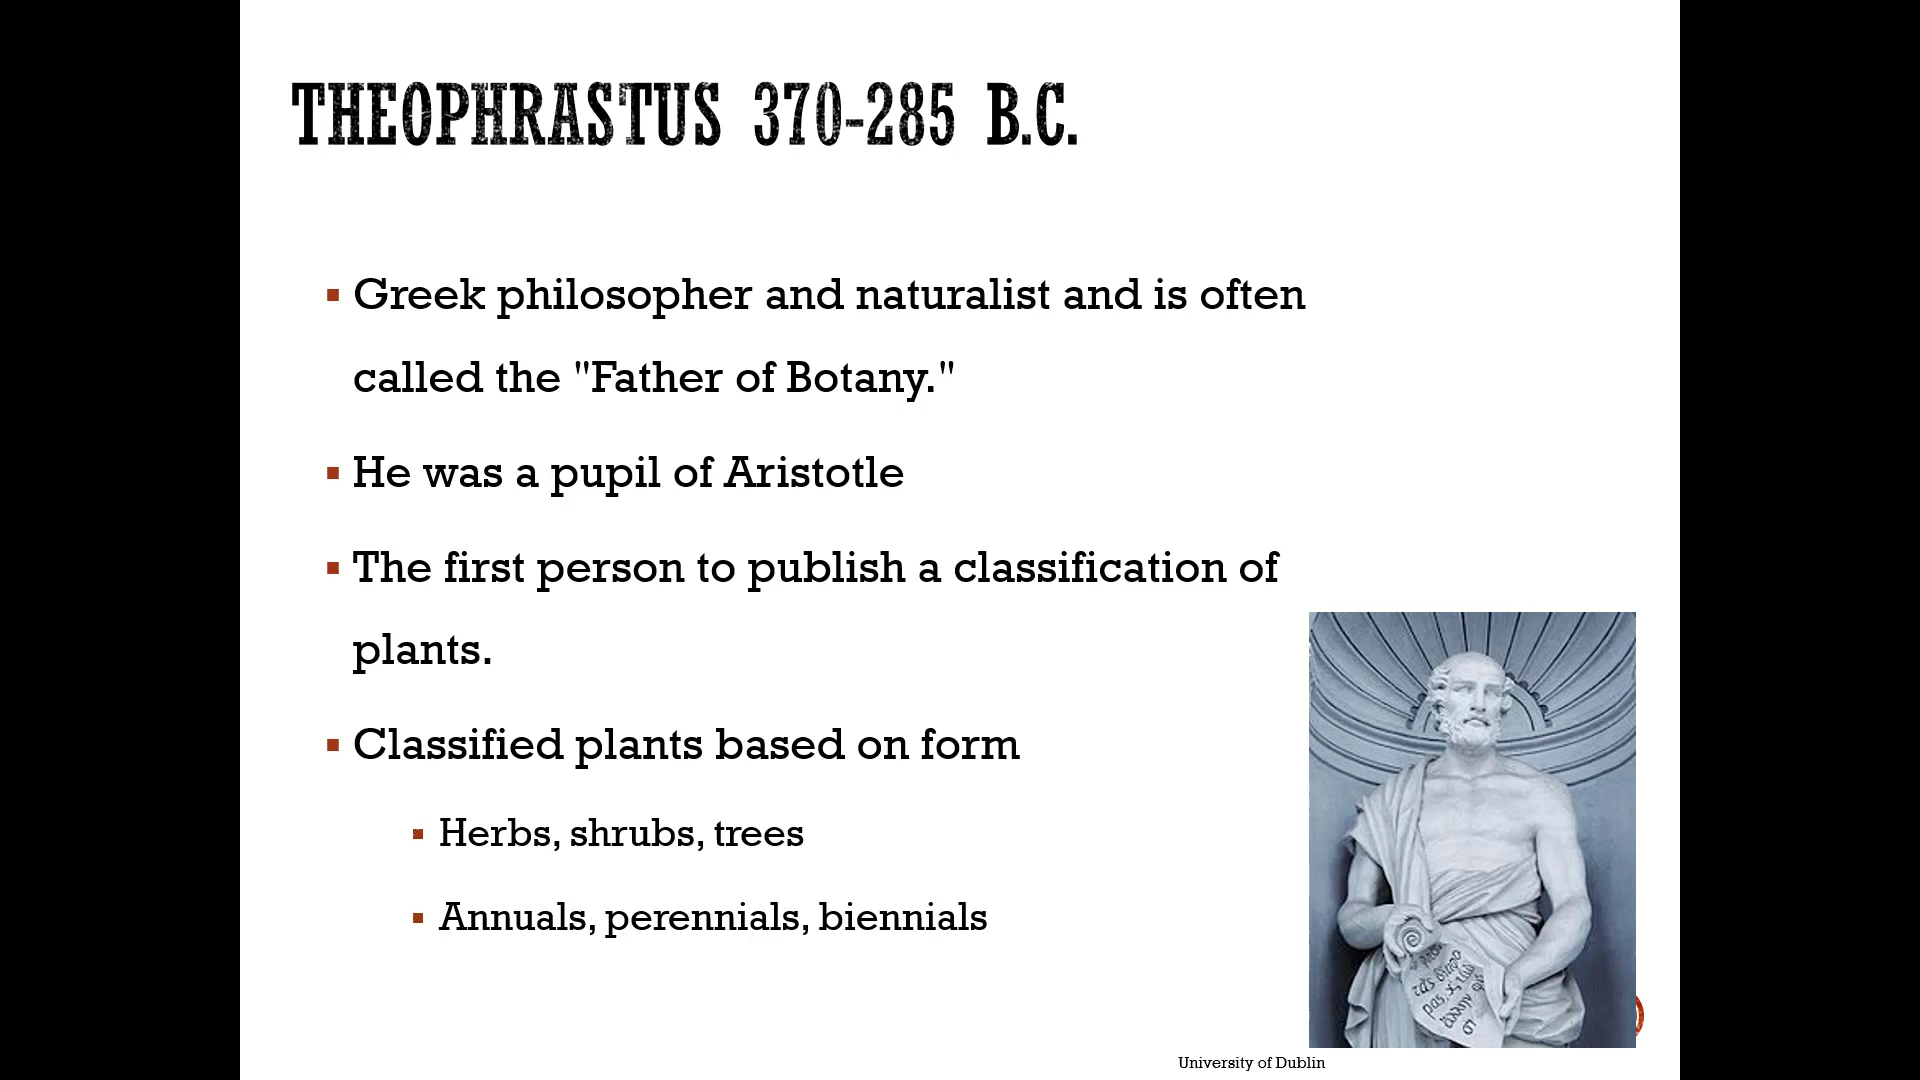 THEOPHRASTUS 370-285 B.C.
▪ Greek philosopher and naturalist and is often
called the "Father of Botany."
▪ He was a pupil of Aristotle
▪ The first person to publish a classification of
plants.
▪ Classified plants based on form
▪ Herbs, shrubs, trees
▪ Annuals, perennials, biennials
University of Dublin